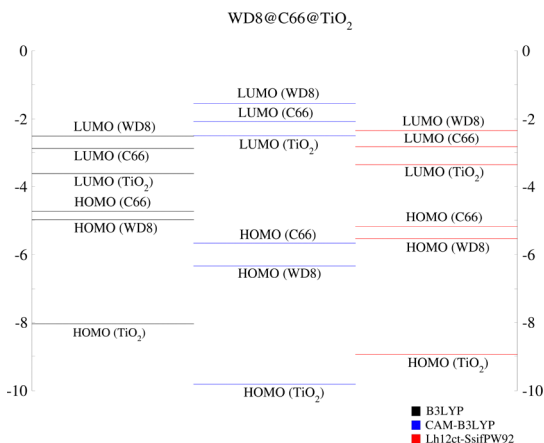 WD8@C66@TiO2
0 0
LUMO (WD8)
LUMO (C66)
LUMO (WD8) -2 LUMO (WD8) -2
LUMO (C66)
LUMO (C66) LUMO (TiO2)
LUMO (TiO2) LUMO (TiO2)
-4 -4
HOMO (C66)
HOMO (C66)
HOMO (WD8) HOMO (C66)
HOMO (WD8)
-6 -6
HOMO (WD8)
-8 -8
HOMO (TiO2)
HOMO (TiO2)
-10 HOMO (TiO2) -10
B3LYP
CAM-B3LYP
Lh12ct-SsifPW92